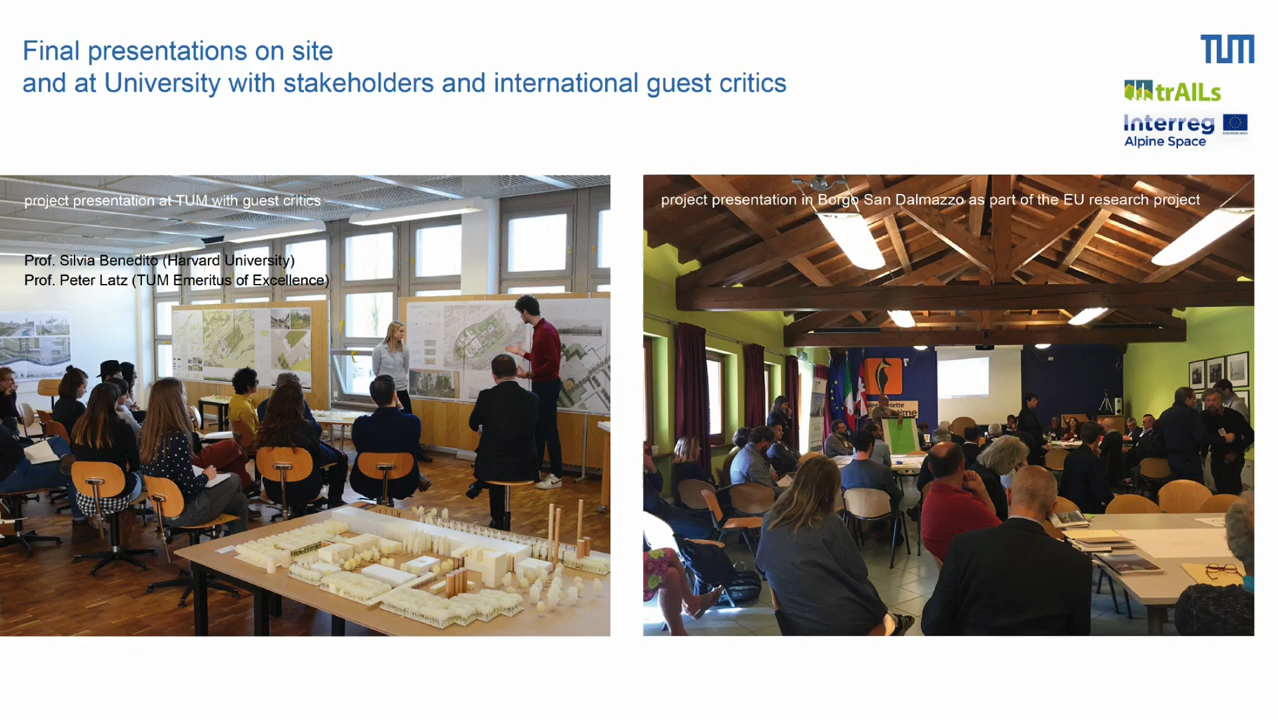 Final presentations on site
and at University with stakeholders and international guest critics
TUM
trAILs
Interreg
Alpine Space
project presentation at TUM with guest critics
Prof. Silvia Benedito (Harvard University)
Prof. Peter Latz (TUM Emeritus of Excellence)
project presentation in Borgo San Dalmazzo as part of the EU research project